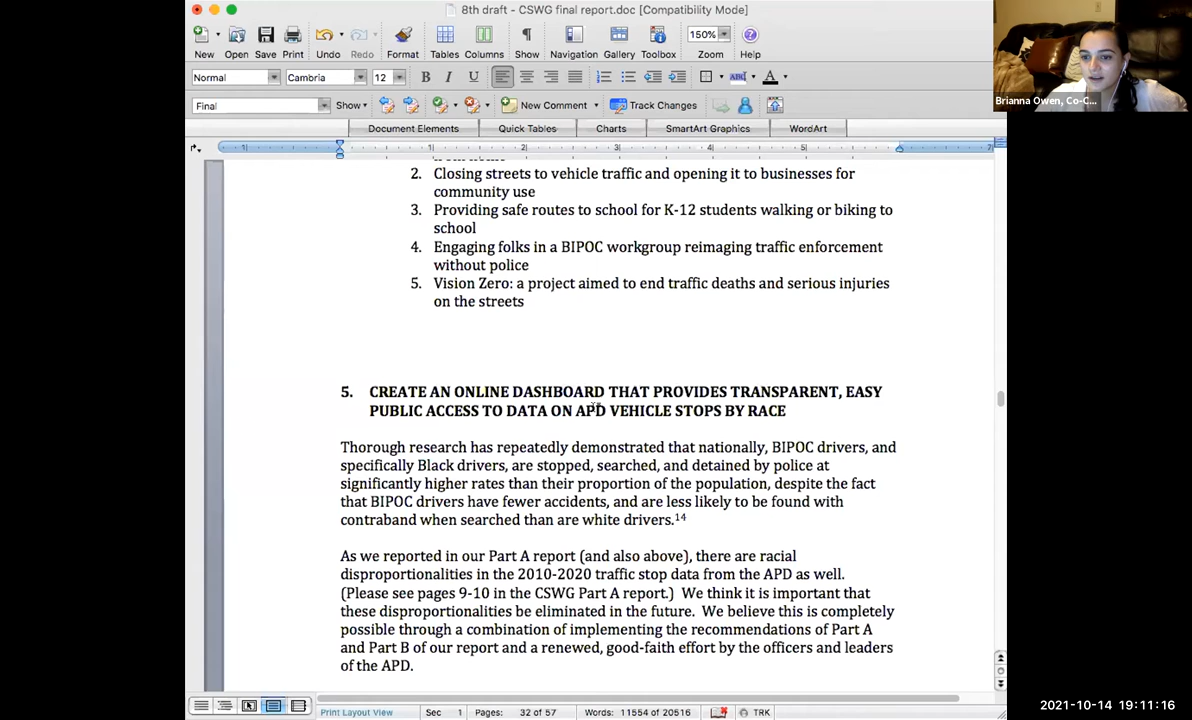 8th draft - CSWG final report.doc [Compatibility Mode]
New Open Save Print Undo Redo Format Tables Columns Show Navigation Gallery Toolbox Zoom Help
150%
Normal Cambria 12 B I U ABC A
Final Show New Comment Track Changes
Document Elements Quick Tables Charts SmartArt Graphics WordArt
1 1 2 3 4 5 7
2. Closing streets to vehicle traffic and opening it to businesses for
community use
3. Providing safe routes to school for K-12 students walking or biking to
school
4. Engaging folks in a BIPOC workgroup reimaging traffic enforcement
without police
5. Vision Zero: a project aimed to end traffic deaths and serious injuries
on the streets
5. CREATE AN ONLINE DASHBOARD THAT PROVIDES TRANSPARENT, EASY
PUBLIC ACCESS TO DATA ON APD VEHICLE STOPS BY RACE
Thorough research has repeatedly demonstrated that nationally, BIPOC drivers, and
specifically Black drivers, are stopped, searched, and detained by police at
significantly higher rates than their proportion of the population, despite the fact
that BIPOC drivers have fewer accidents, and are less likely to be found with
contraband when searched than are white drivers.14
As we reported in our Part A report (and also above), there are racial
disproportionalities in the 2010-2020 traffic stop data from the APD as well.
(Please see pages 9-10 in the CSWG Part A report.)  We think it is important that
these disproportionalities be eliminated in the future.  We believe this is completely
possible through a combination of implementing the recommendations of Part A
and Part B of our report and a renewed, good-faith effort by the officers and leaders
of the APD.
Print Layout View Sec 1 Pages: 32 of 57 Words: 11554 of 20516 TRK
Brianna Owen, Co-C...
2021-10-14 19:11:16